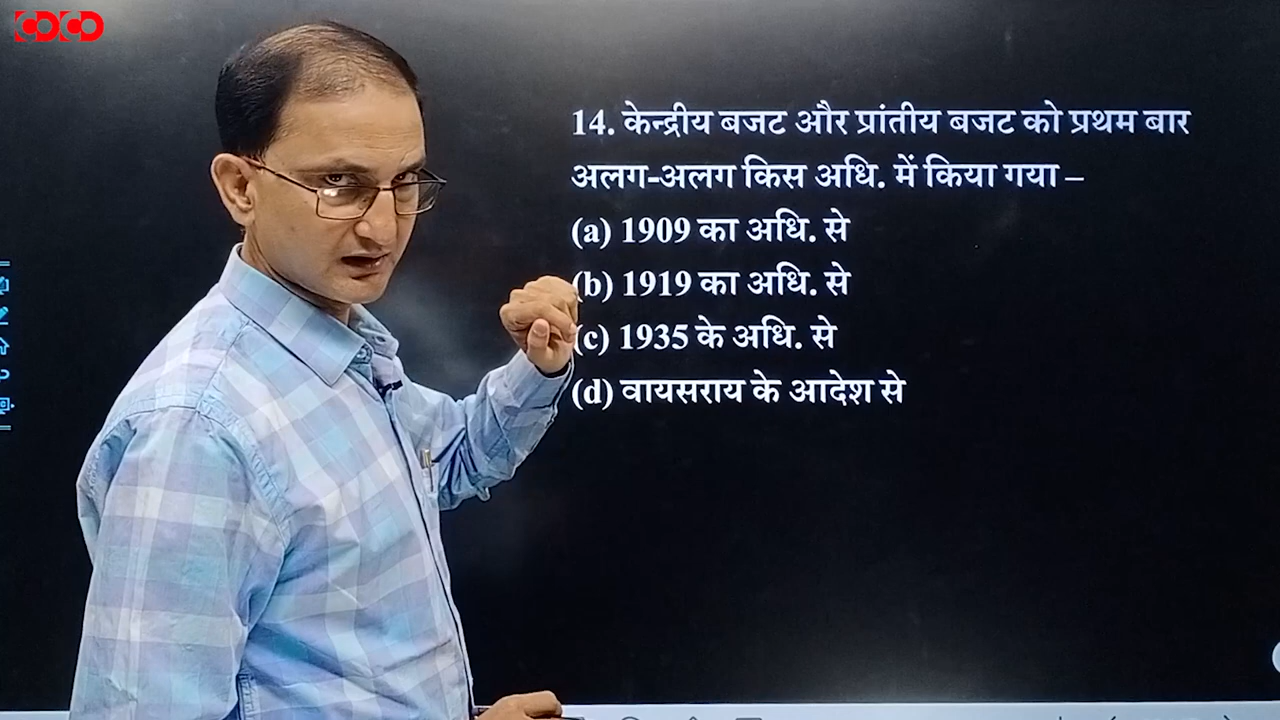 14. केन्द्रीय बजट और प्रांतीय बजट को प्रथम बार
अलग-अलग किस अधि. में किया गया –
(a) 1909 का अधि. से
(b) 1919 का अधि. से
(c) 1935 के अधि. से
(d) वायसराय के आदेश से